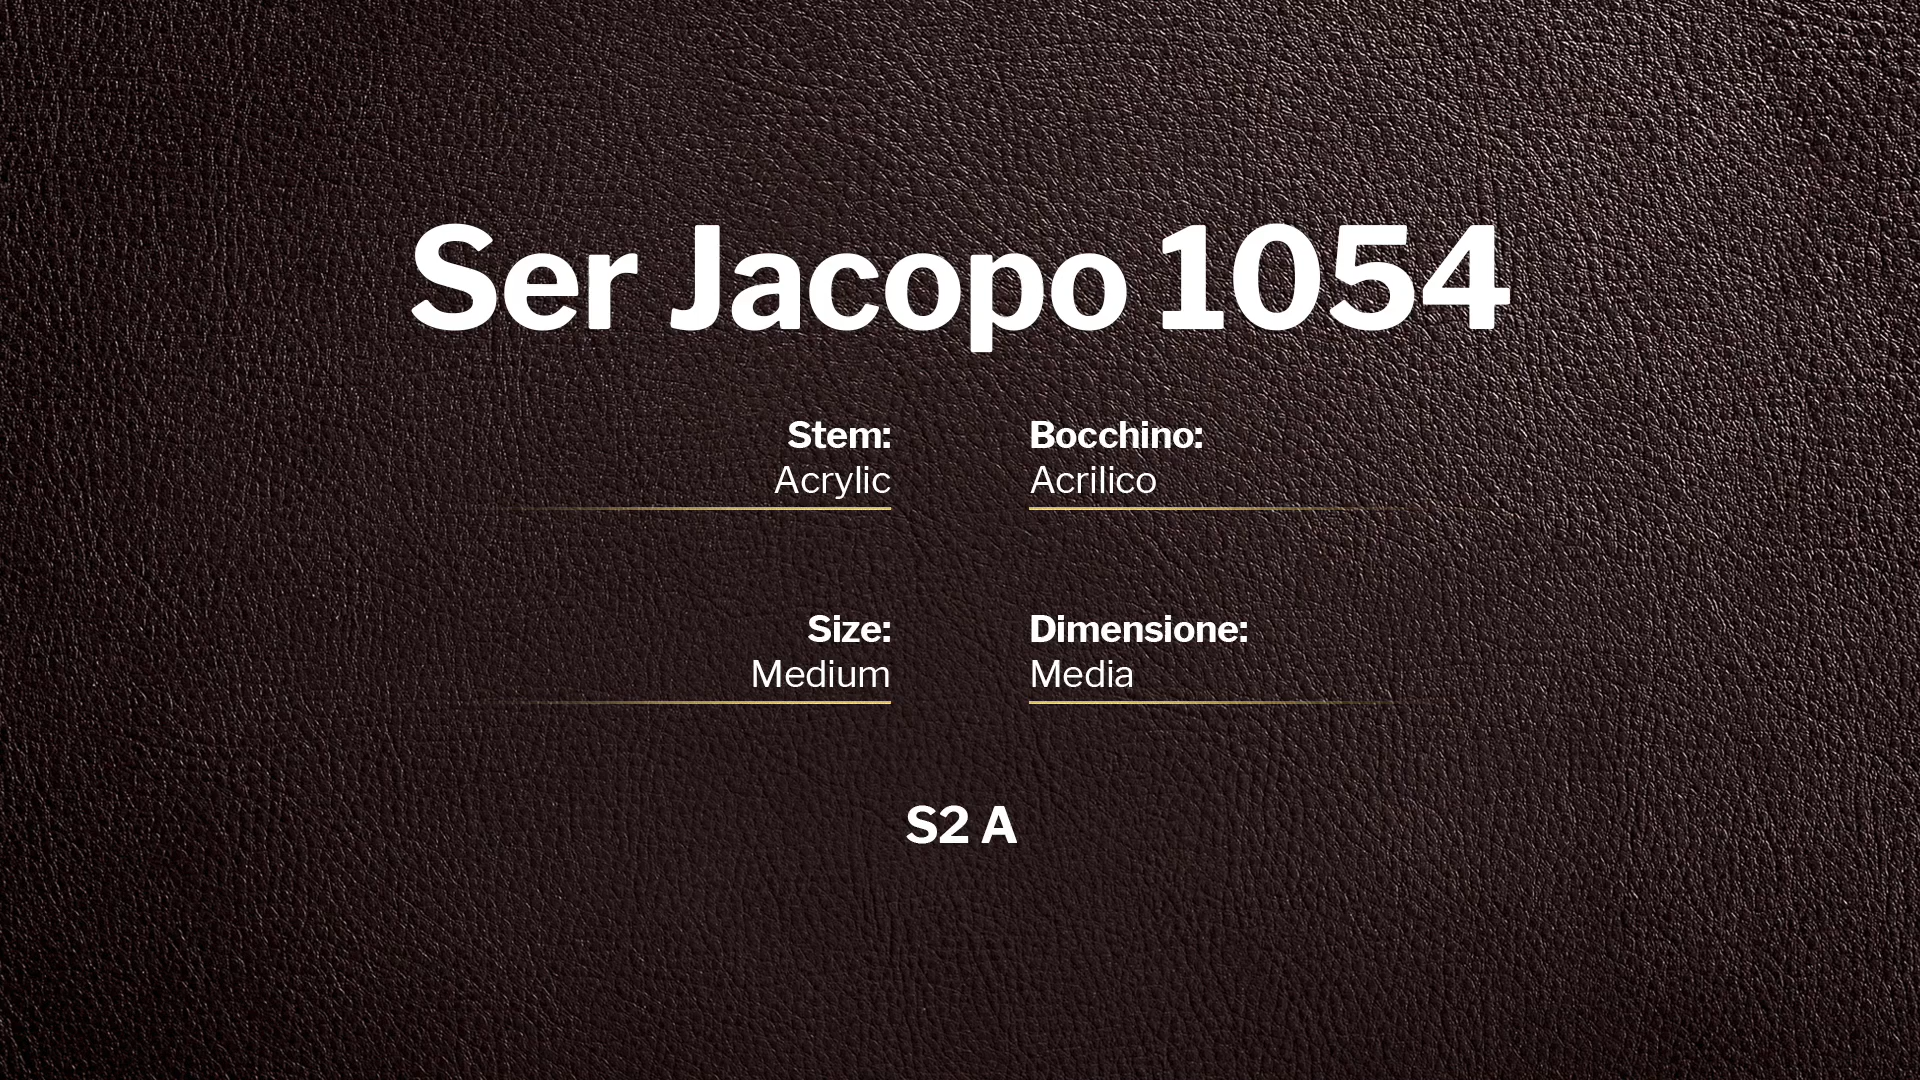 Ser Jacopo 1054
Stem:
Acrylic
Bocchino:
Acrilico
Size:
Medium
Dimensione:
Media
S2 A